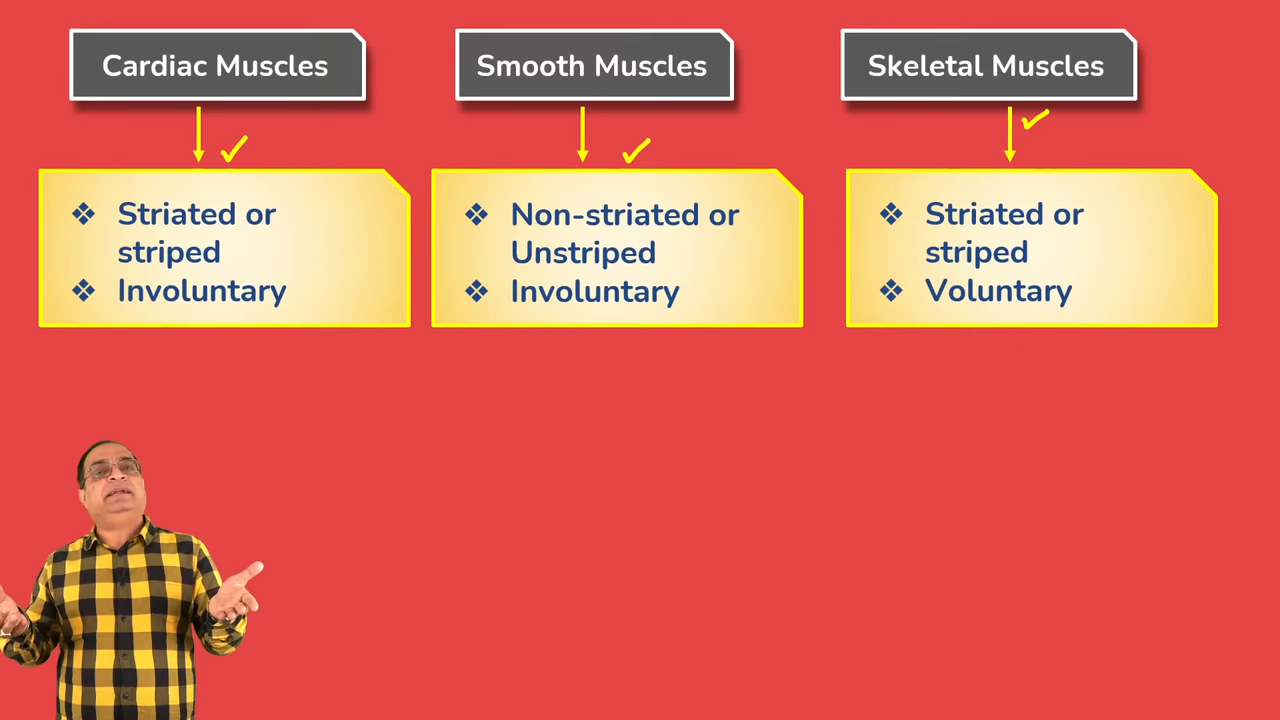 Cardiac Muscles
Smooth Muscles
Skeletal Muscles
❖ Striated or
striped
❖ Involuntary
❖ Non-striated or
Unstriped
❖ Involuntary
❖ Striated or
striped
❖ Voluntary